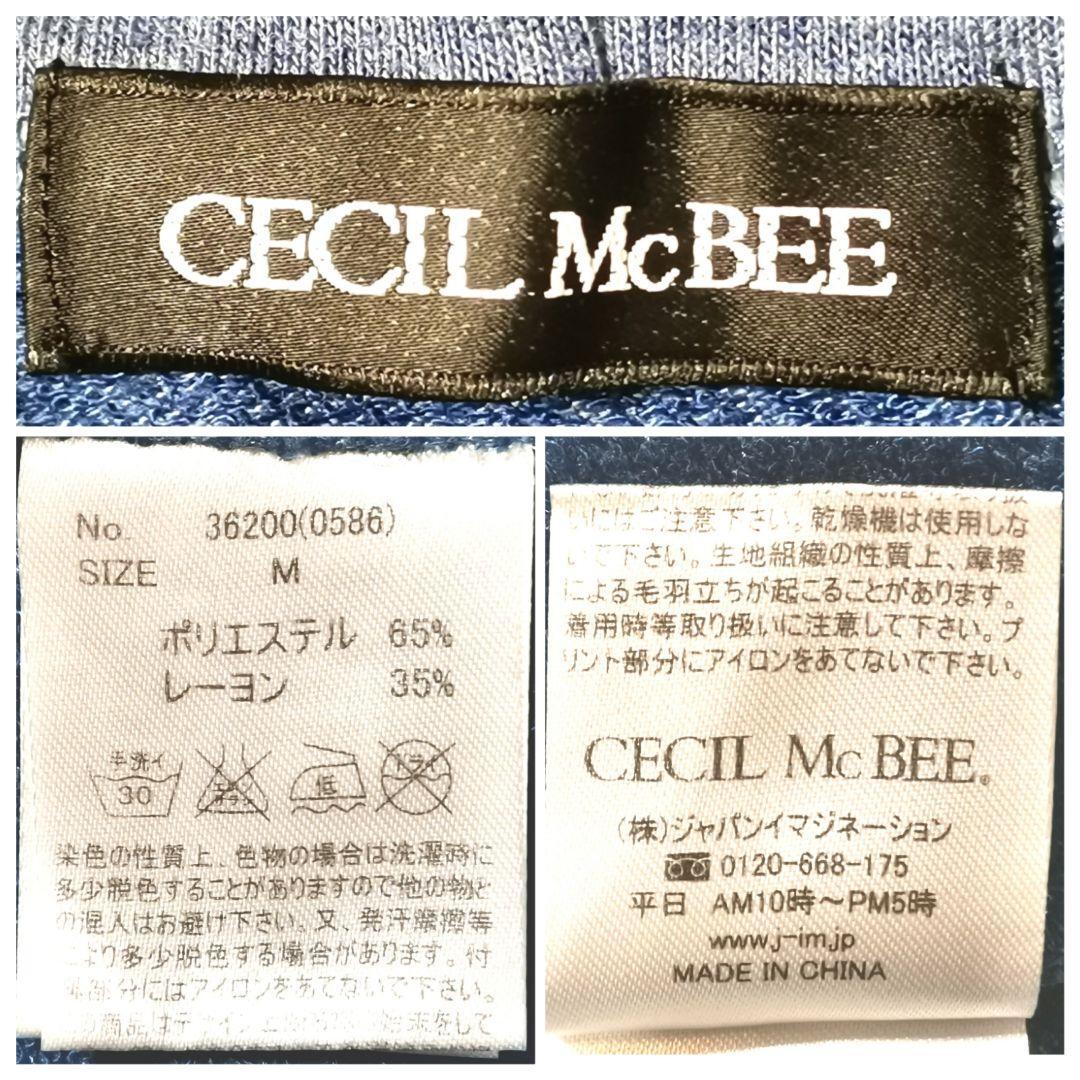 CECIL McBEE
No. 36200(0586)
SIZE M
ポリエステル 65%
レーヨン 35%
手洗イ
30
エンソ
サラシ
低
ドライ
染色の性質上、色物の場合は洗濯時に
多少脱色することがありますので他の物と
の混入はお避け下さい。又、発汗摩擦等
により多少脱色する場合があります。付
部分にはアイロンをあてないで下さい。
にはご注意下さい。乾燥機は使用しな
いで下さい。生地組織の性質上、摩擦
による毛羽立ちが起こることがあります。
着用時等取り扱いに注意して下さい。プ
リント部分にアイロンをあてないで下さい。
CECIL McBEE®
(株)ジャパンイマジネーション
0120-668-175
平日 AM10時〜PM5時
www.j-im.jp
MADE IN CHINA